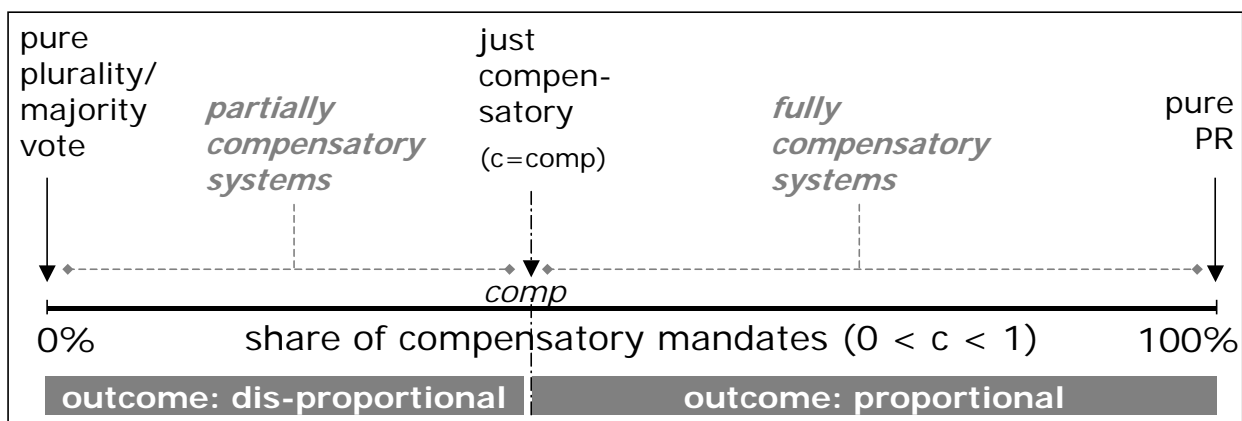 pure
plurality/
majority
vote
partially
compensatory
systems
just
compen-
satory
(c=comp)
fully
compensatory
systems
pure
PR
comp
0%
share of compensatory mandates (0 < c < 1)
100%
outcome: dis-proportional
outcome: proportional